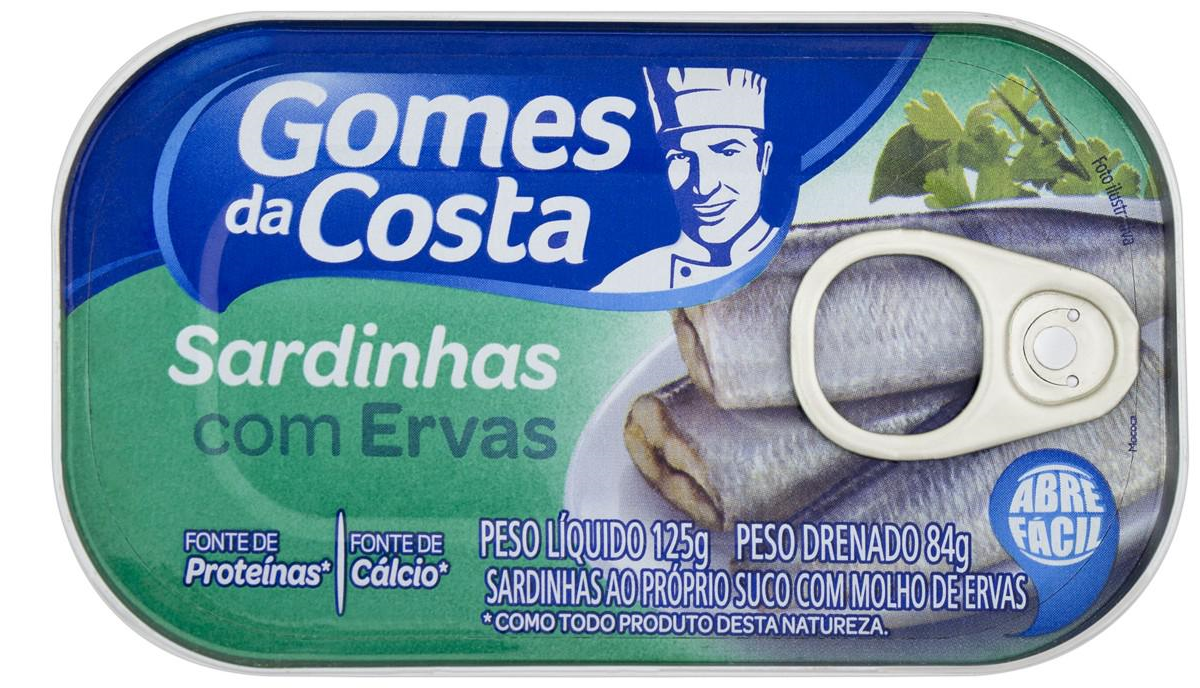 Gomes
da Costa
Foto ilustrativa
Sardinhas
com Ervas
Mococa
ABRE
FÁCIL
FONTE DE
Proteínas*
FONTE DE
Cálcio*
PESO LÍQUIDO 125g PESO DRENADO 84g
SARDINHAS AO PRÓPRIO SUCO COM MOLHO DE ERVAS
*COMO TODO PRODUTO DESTA NATUREZA.